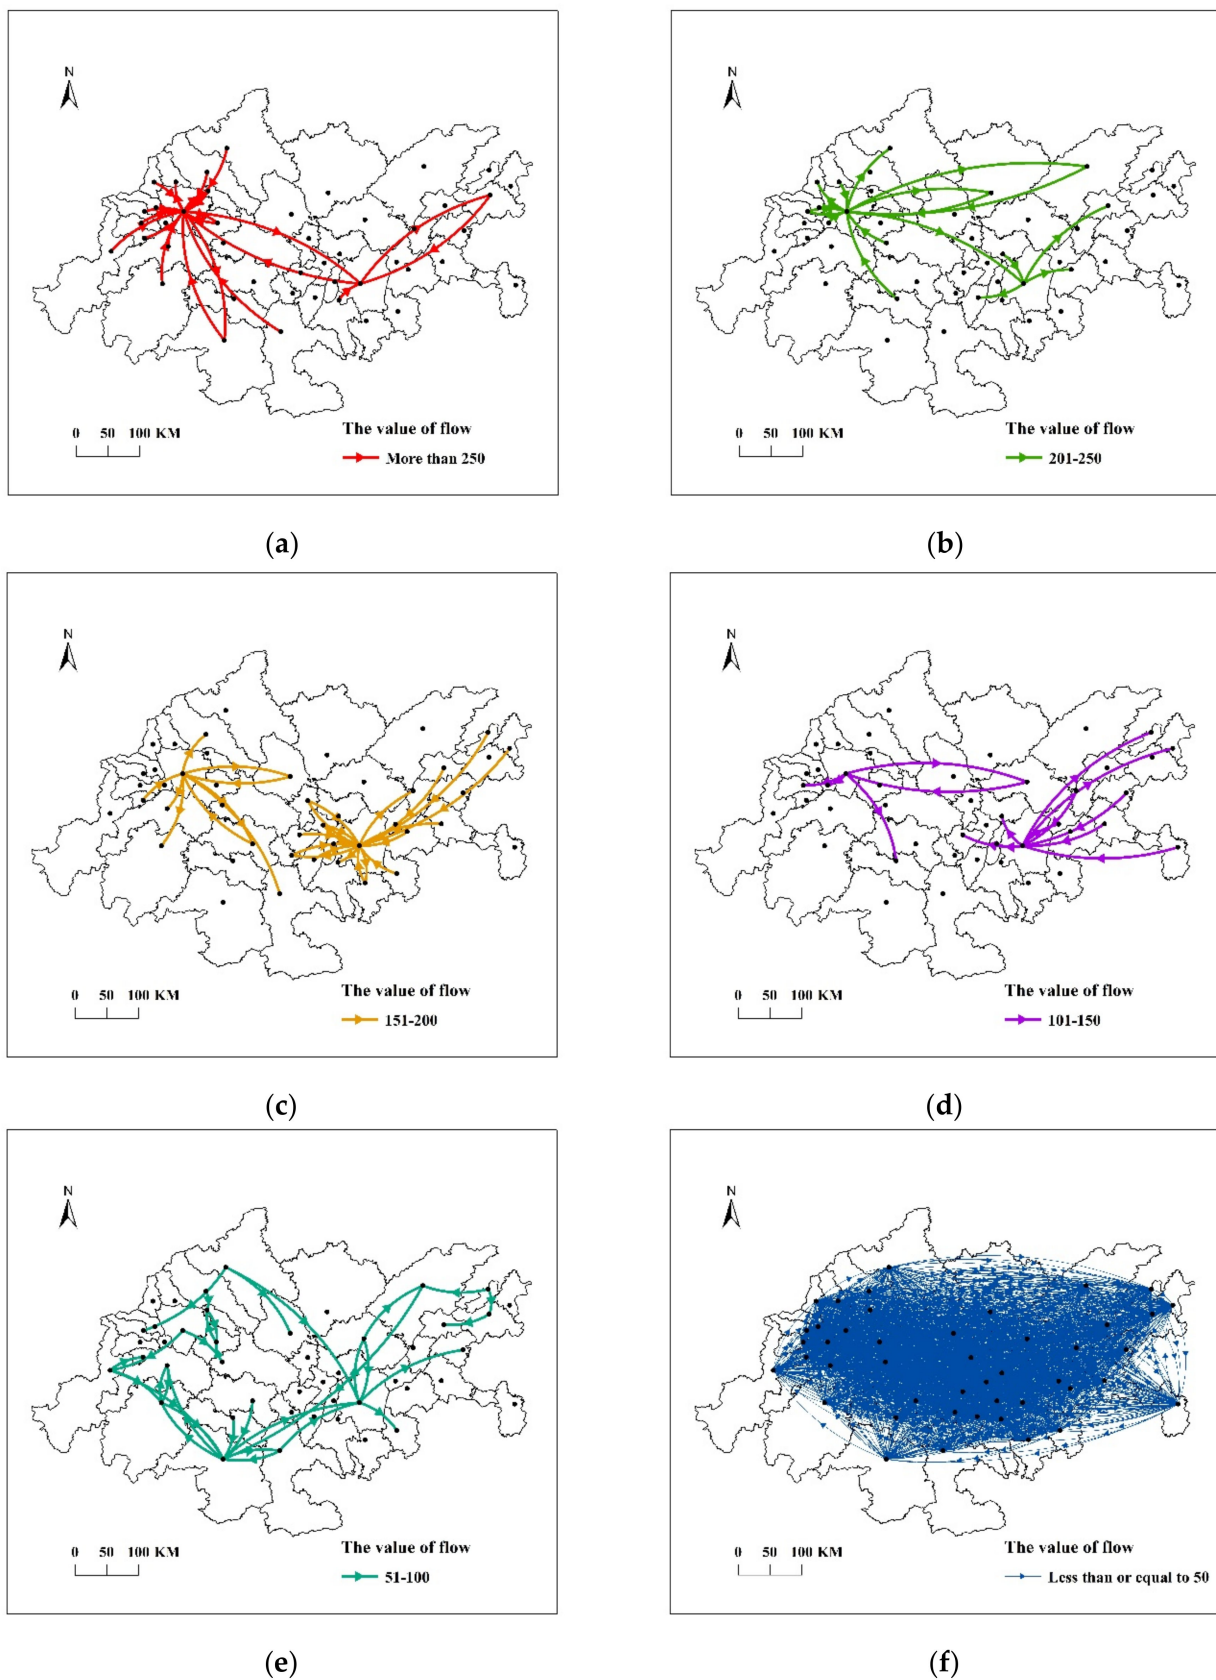 N
The value of flow
0 50 100 KM
More than 250
(a)
N
The value of flow
0 50 100 KM
201-250
(b)
N
The value of flow
0 50 100 KM
151-200
(c)
N
The value of flow
0 50 100 KM
101-150
(d)
N
The value of flow
0 50 100 KM
51-100
(e)
N
The value of flow
0 50 100 KM
Less than or equal to 50
(f)